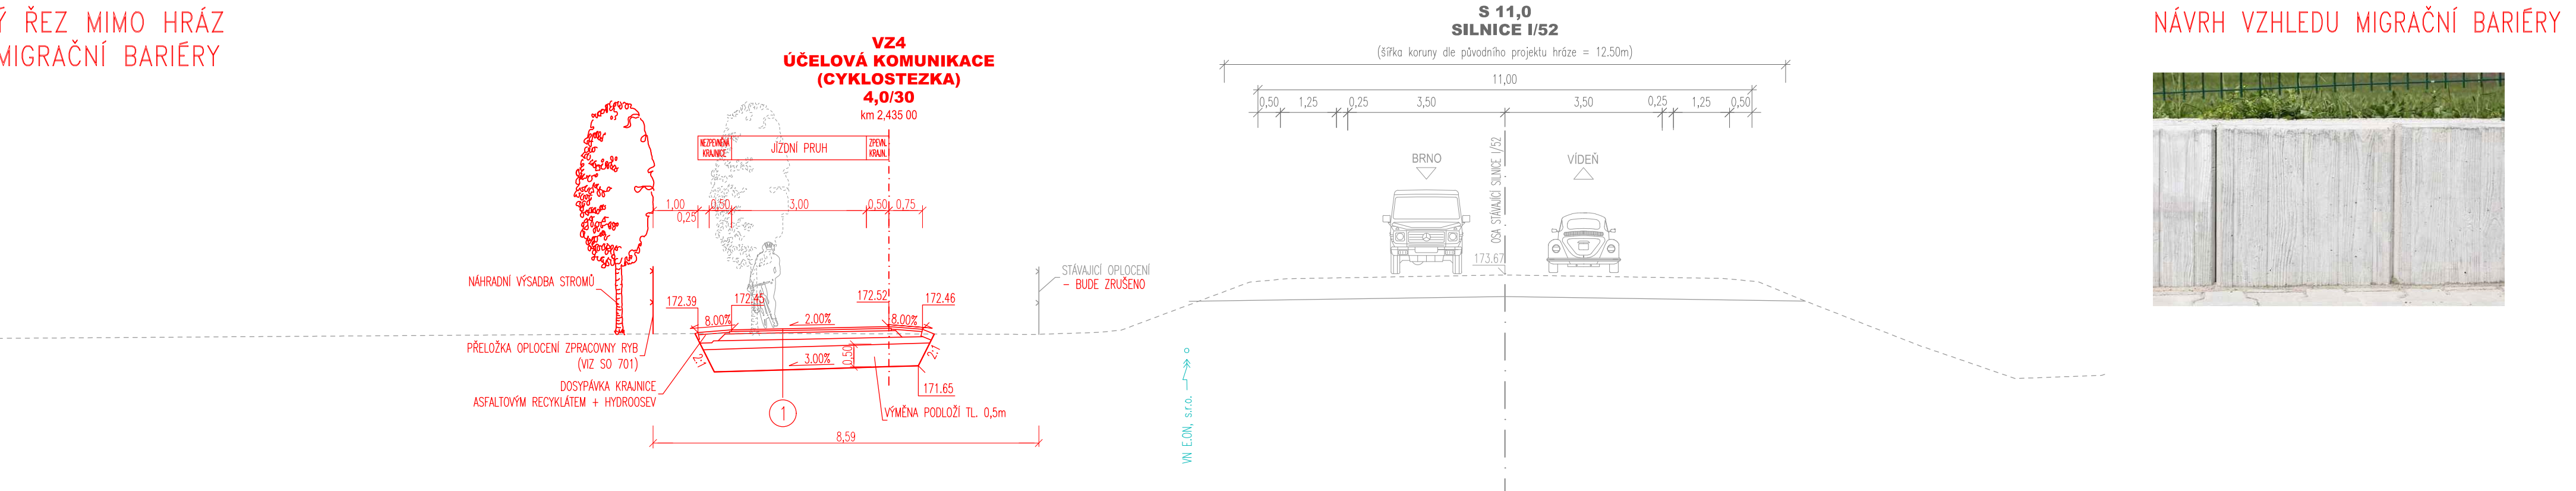 Ý ŘEZ MIMO HRÁZ
MIGRAČNÍ BARIÉRY
VZ4
ÚČELOVÁ KOMUNIKACE
(CYKLOSTEZKA)
4,0/30
km 2,435 00
NEZPEVNĚNÁ
KRAJNICE
JÍZDNÍ PRUH
ZPEVN.
KRAJN.
1,00
0,25
0,50
3,00
0,50
0,75
NÁHRADNÍ VÝSADBA STROMŮ
172.39
172.45
172.52
172.46
8.00%
2.00%
8.00%
STÁVAJICÍ OPLOCENÍ
- BUDE ZRUŠENO
PŘELOŽKA OPLOCENÍ ZPRACOVNY RYB
(VIZ SO 701)
2:1
3.00%
0,50
2:1
DOSYPÁVKA KRAJNICE
ASFALTOVÝM RECYKLÁTEM + HYDROOSEV
171.65
1
VÝMĚNA PODLOŽÍ TL. 0,5m
8,59
VN E.ON, s.r.o.
S 11,0
SILNICE I/52
(šířka koruny dle původního projektu hráze = 12.50m)
11,00
0,50
1,25
0,25
3,50
3,50
0,25
1,25
0,50
BRNO
OSA STÁVAJÍCÍ SILNICE I/52
VÍDEŇ
173.67
NÁVRH VZHLEDU MIGRAČNÍ BARIÉRY